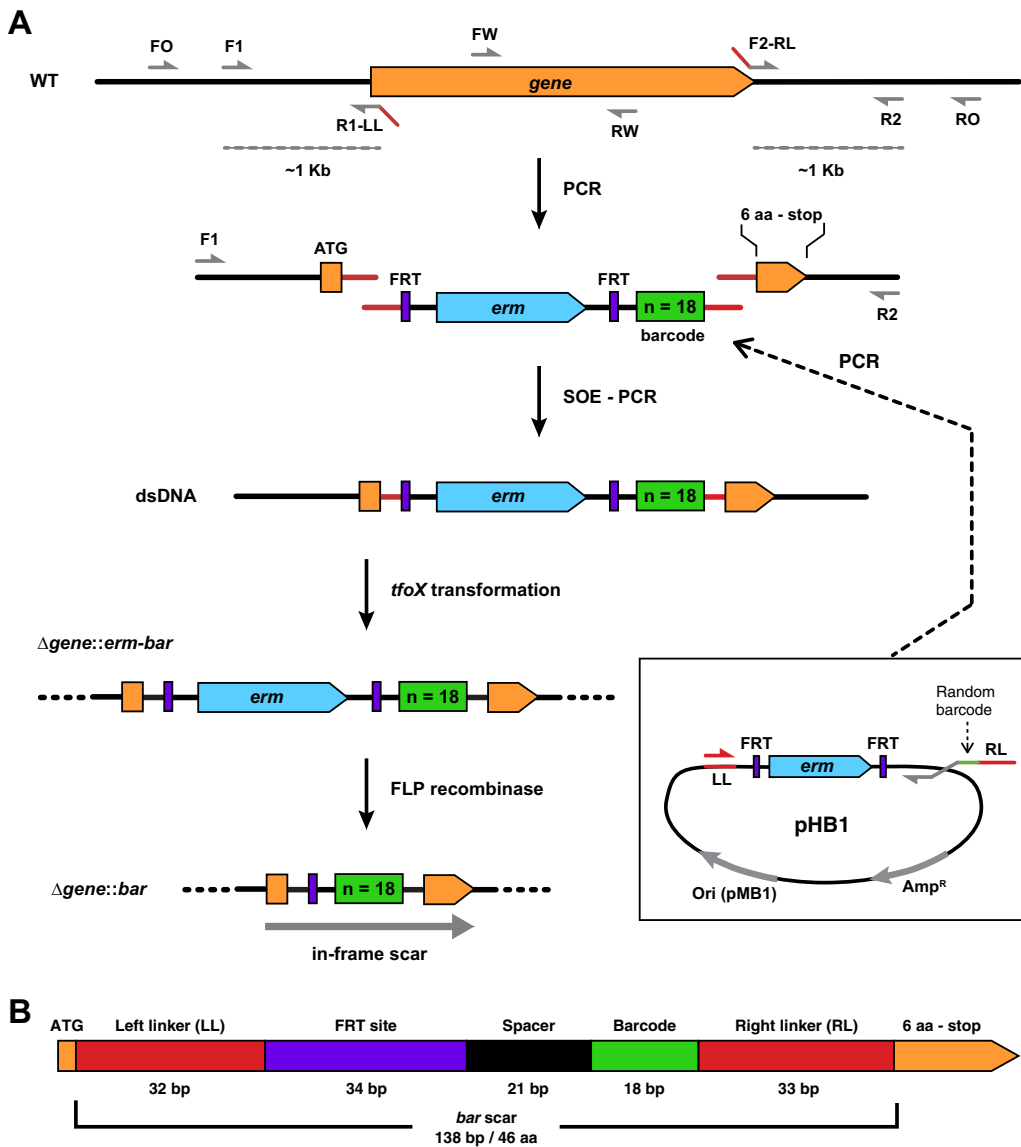 A
WT
FO
F1
FW
F2-RL
gene
R1-LL
RW
R2
RO
~1 Kb
~1 Kb
PCR
6 aa - stop
F1
ATG
FRT
FRT
erm
n = 18
barcode
R2
PCR
SOE - PCR
dsDNA
erm
n = 18
tfoX transformation
Δgene::erm-bar
erm
n = 18
FLP recombinase
Δgene::bar
n = 18
in-frame scar
Random
barcode
FRT
FRT
RL
LL
erm
pHB1
Ori (pMB1)
Ampᴿ
B
ATG
Left linker (LL)
FRT site
Spacer
Barcode
Right linker (RL)
6 aa - stop
32 bp
34 bp
21 bp
18 bp
33 bp
bar scar
138 bp / 46 aa